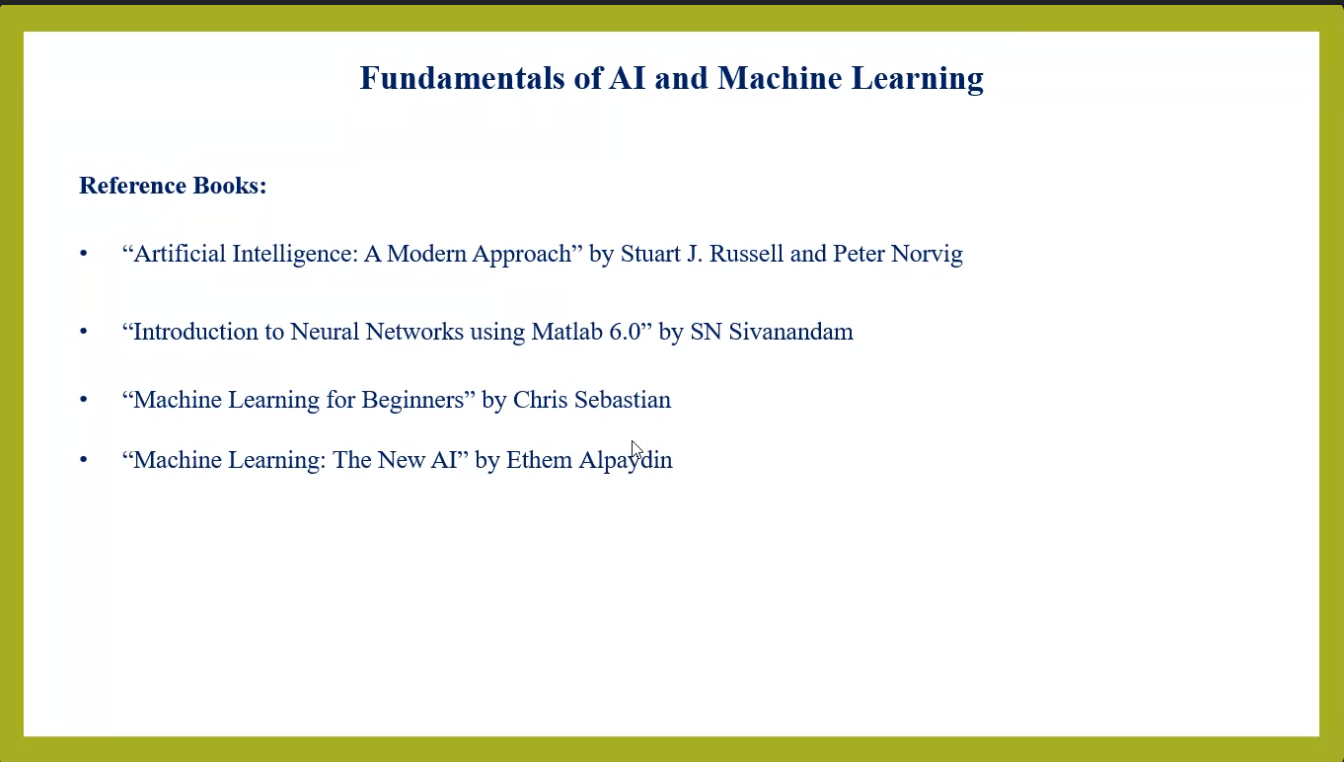 Fundamentals of AI and Machine Learning
Reference Books:
• “Artificial Intelligence: A Modern Approach” by Stuart J. Russell and Peter Norvig
• “Introduction to Neural Networks using Matlab 6.0” by SN Sivanandam
• “Machine Learning for Beginners” by Chris Sebastian
• “Machine Learning: The New AI” by Ethem Alpaydin